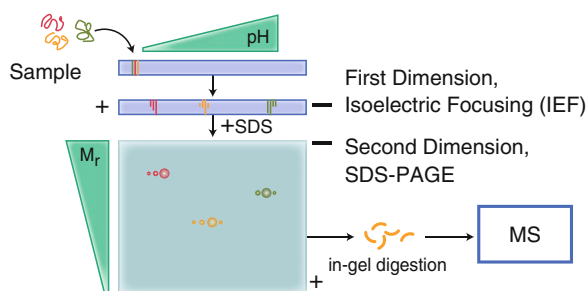 pH
Sample
First Dimension,
+
Isoelectric Focusing (IEF)
+SDS
Second Dimension,
Mr
SDS-PAGE
MS
in-gel digestion
+